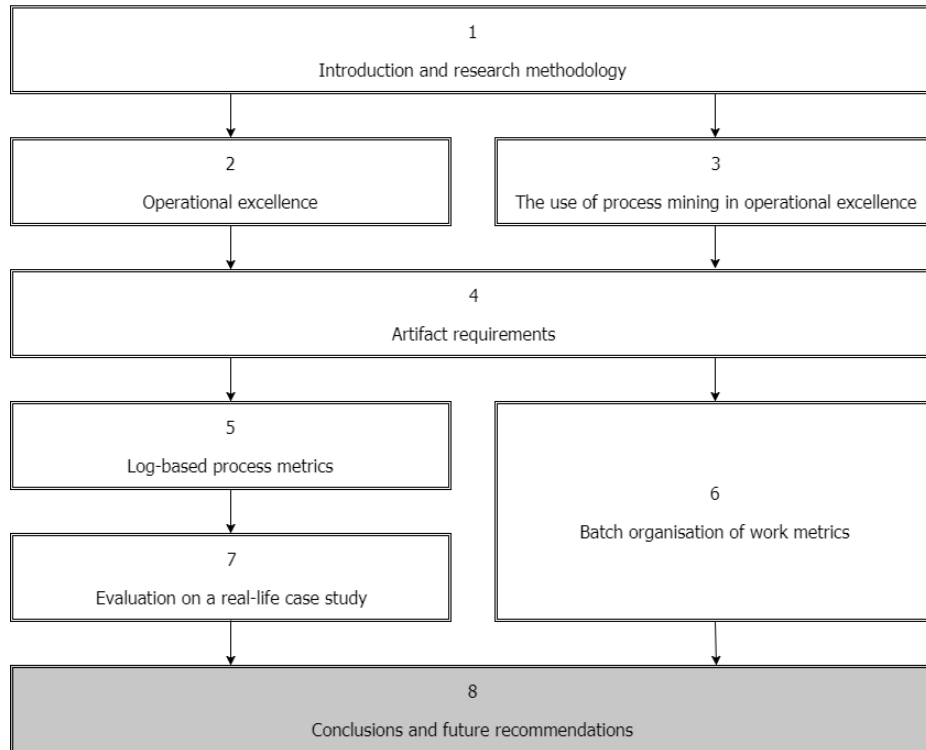 1
Introduction and research methodology
2
Operational excellence
3
The use of process mining in operational excellence
4
Artifact requirements
5
Log-based process metrics
6
Batch organisation of work metrics
7
Evaluation on a real-life case study
8
Conclusions and future recommendations